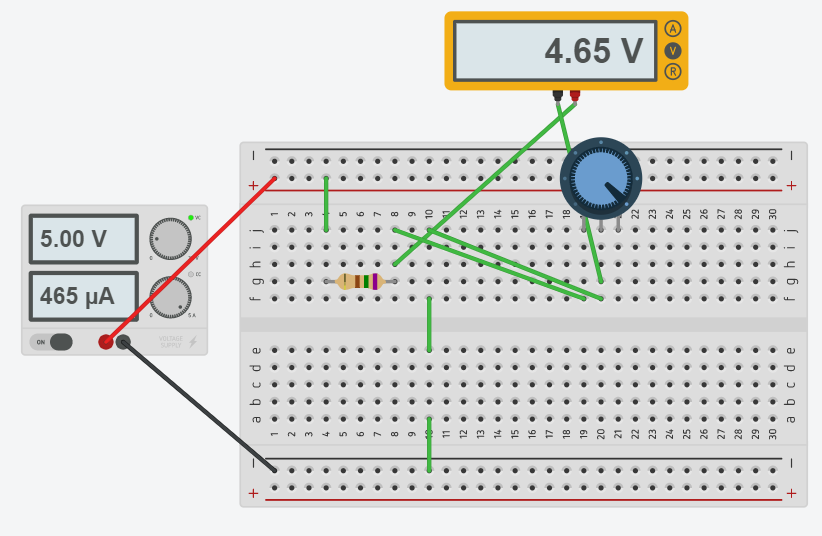 4.65 V
A
V
R
5.00 V
VC
465 µA
CC
5 A
ON
VOLTAGE
SUPPLY
− −
+ +
1 2 3 4 5 6 7 8 9 10 11 12 13 14 15 16 17 18 22 23 24 25 26 27 28 29 30
j j
i i
h h
g g
f f
e e
d d
c c
b b
a a
1 2 3 4 5 6 7 8 9 10 11 12 13 14 15 16 17 18 19 20 21 22 23 24 25 26 27 28 29 30
− −
+ +